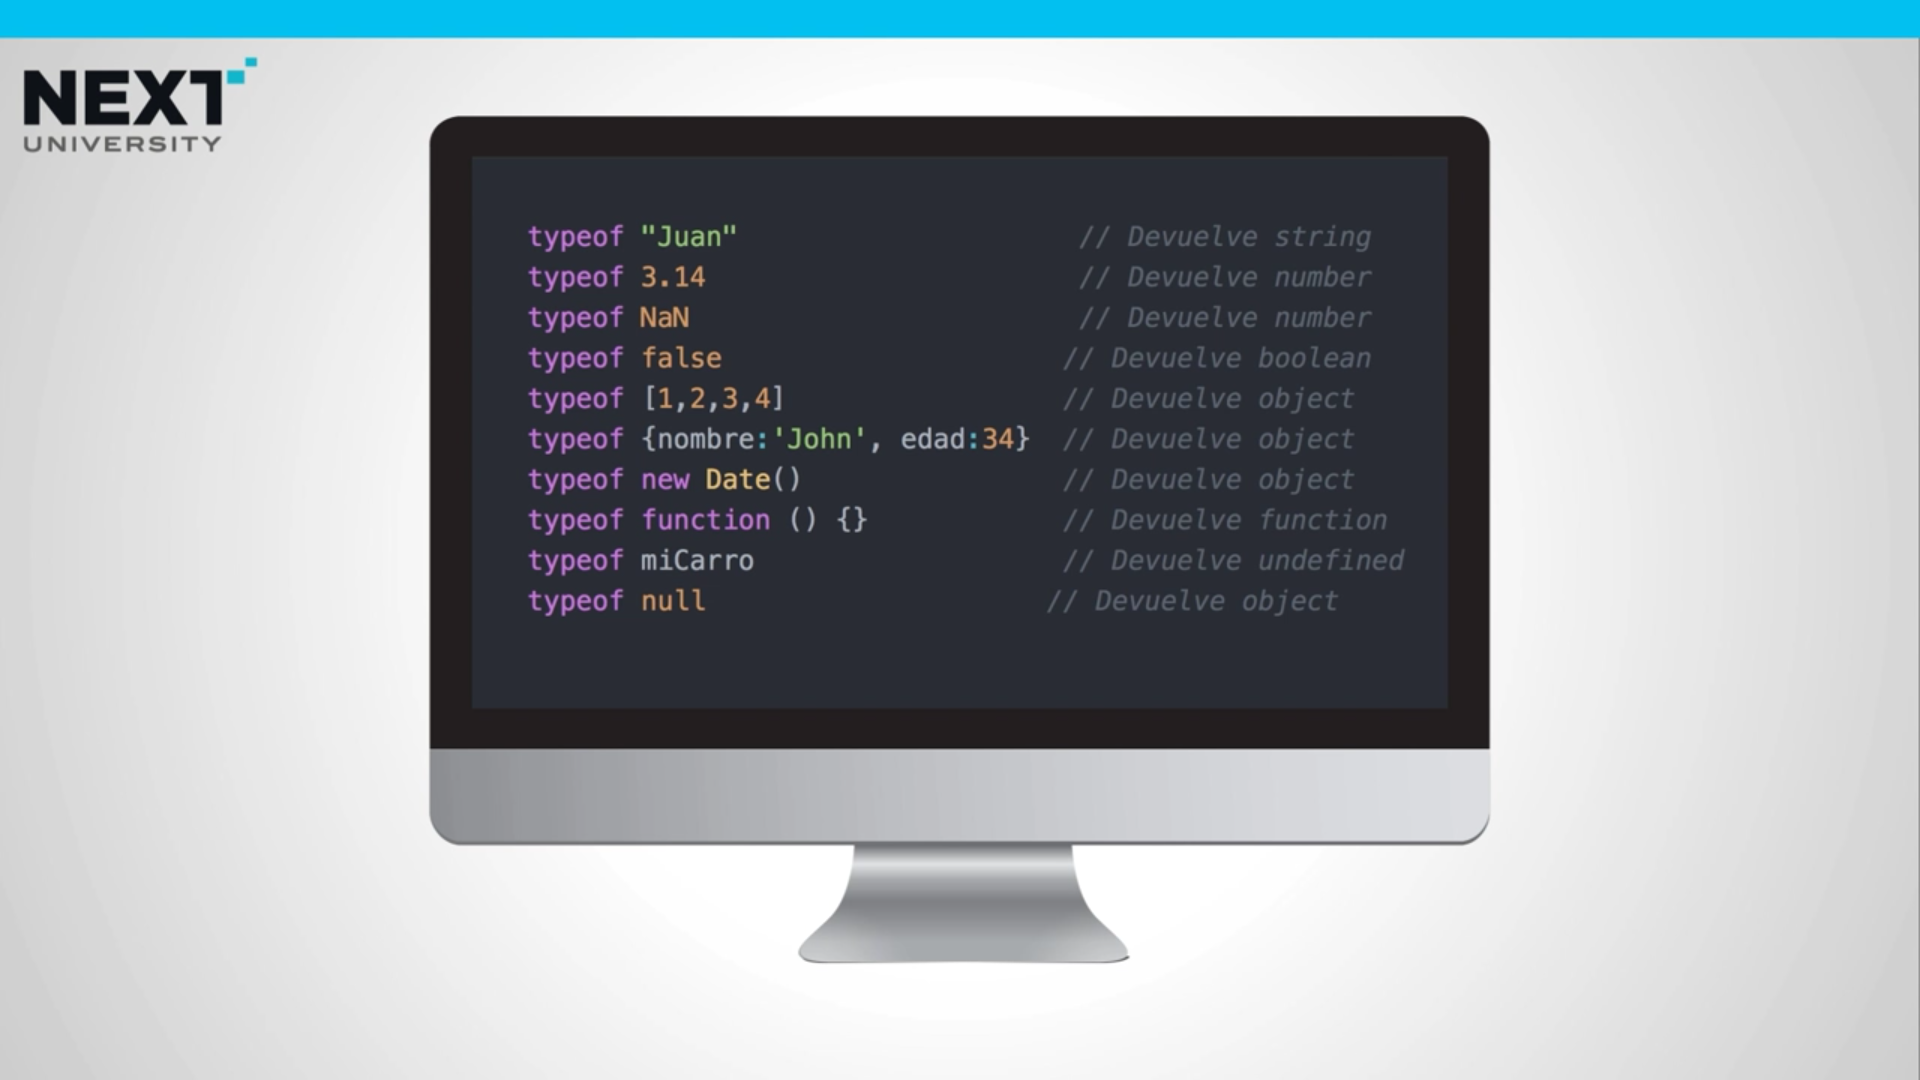 NEXT
UNIVERSITY
typeof "Juan" // Devuelve string
typeof 3.14 // Devuelve number
typeof NaN // Devuelve number
typeof false // Devuelve boolean
typeof [1,2,3,4] // Devuelve object
typeof {nombre:'John', edad:34} // Devuelve object
typeof new Date() // Devuelve object
typeof function () {} // Devuelve function
typeof miCarro // Devuelve undefined
typeof null // Devuelve object